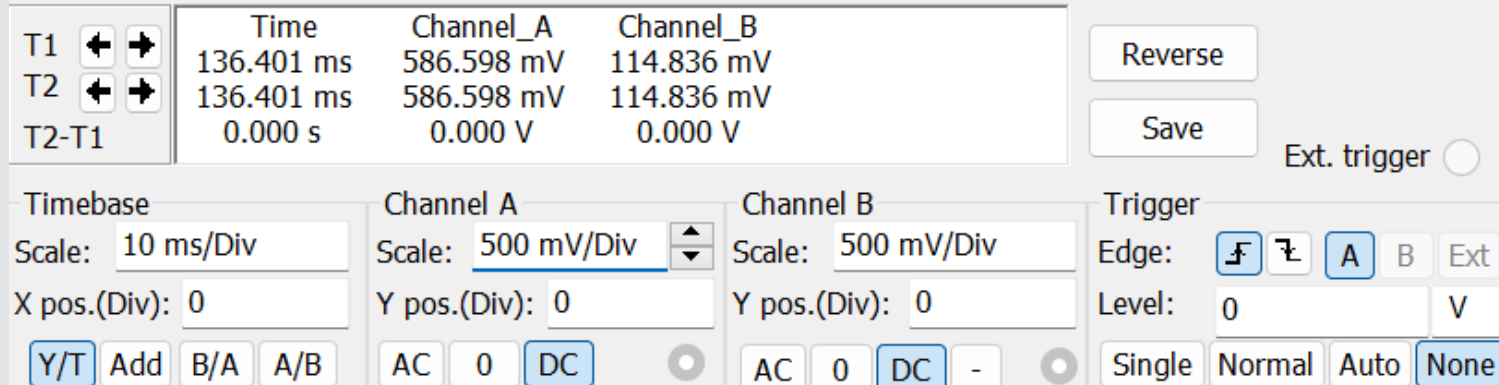 Time Channel_A Channel_B
T1 136.401 ms 586.598 mV 114.836 mV
T2 136.401 ms 586.598 mV 114.836 mV
T2-T1 0.000 s 0.000 V 0.000 V
Reverse
Save
Ext. trigger
Timebase
Scale: 10 ms/Div
X pos.(Div): 0
Y/T Add B/A A/B
Channel A
Scale: 500 mV/Div
Y pos.(Div): 0
AC 0 DC
Channel B
Scale: 500 mV/Div
Y pos.(Div): 0
AC 0 DC -
Trigger
Edge: A B Ext
Level: 0 V
Single Normal Auto None